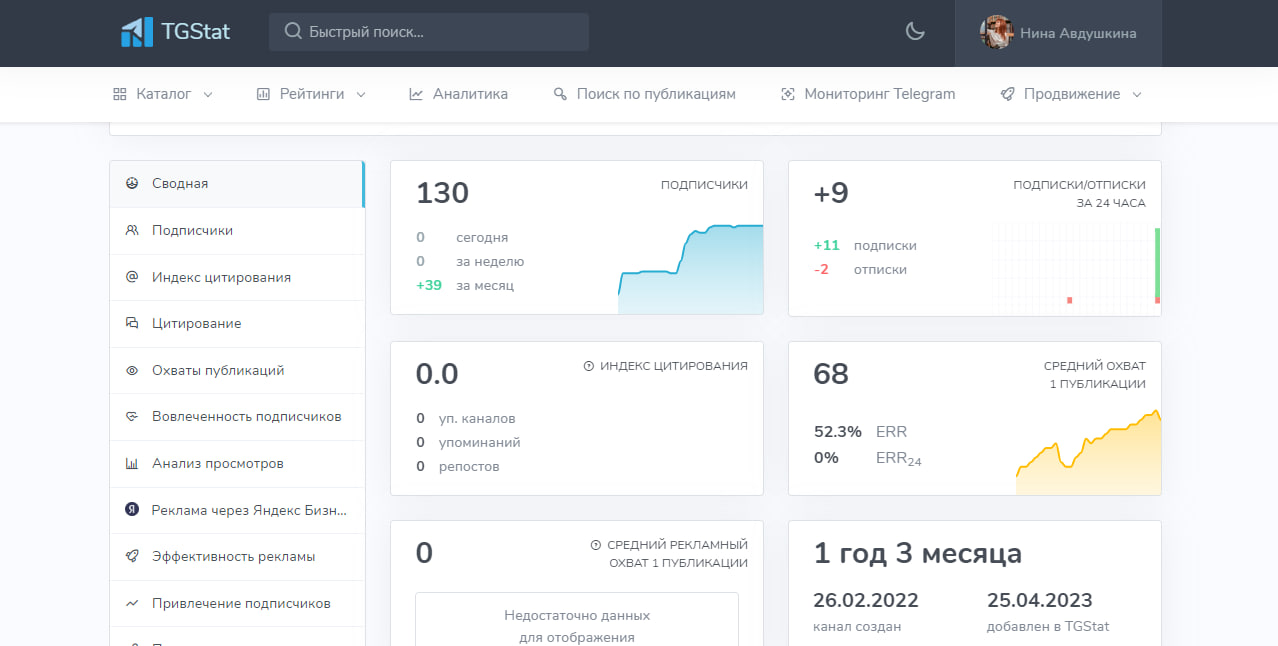 TGStat
Быстрый поиск...
Нина Авдушкина
Каталог
Рейтинги
Аналитика
Поиск по публикациям
Мониторинг Telegram
Продвижение
Сводная
Подписчики
Индекс цитирования
Цитирование
Охваты публикаций
Вовлеченность подписчиков
Анализ просмотров
Реклама через Яндекс Бизн...
Эффективность рекламы
Привлечение подписчиков
130
ПОДПИСЧИКИ
0 сегодня
0 за неделю
+39 за месяц
+9
ПОДПИСКИ/ОТПИСКИ
ЗА 24 ЧАСА
+11 подписки
-2 отписки
0.0
ИНДЕКС ЦИТИРОВАНИЯ
0 уп. каналов
0 упоминаний
0 репостов
68
СРЕДНИЙ ОХВАТ
1 ПУБЛИКАЦИИ
52.3% ERR
0% ERR24
0
СРЕДНИЙ РЕКЛАМНЫЙ
ОХВАТ 1 ПУБЛИКАЦИИ
Недостаточно данных
для отображения
1 год 3 месяца
26.02.2022
канал создан
25.04.2023
добавлен в TGStat